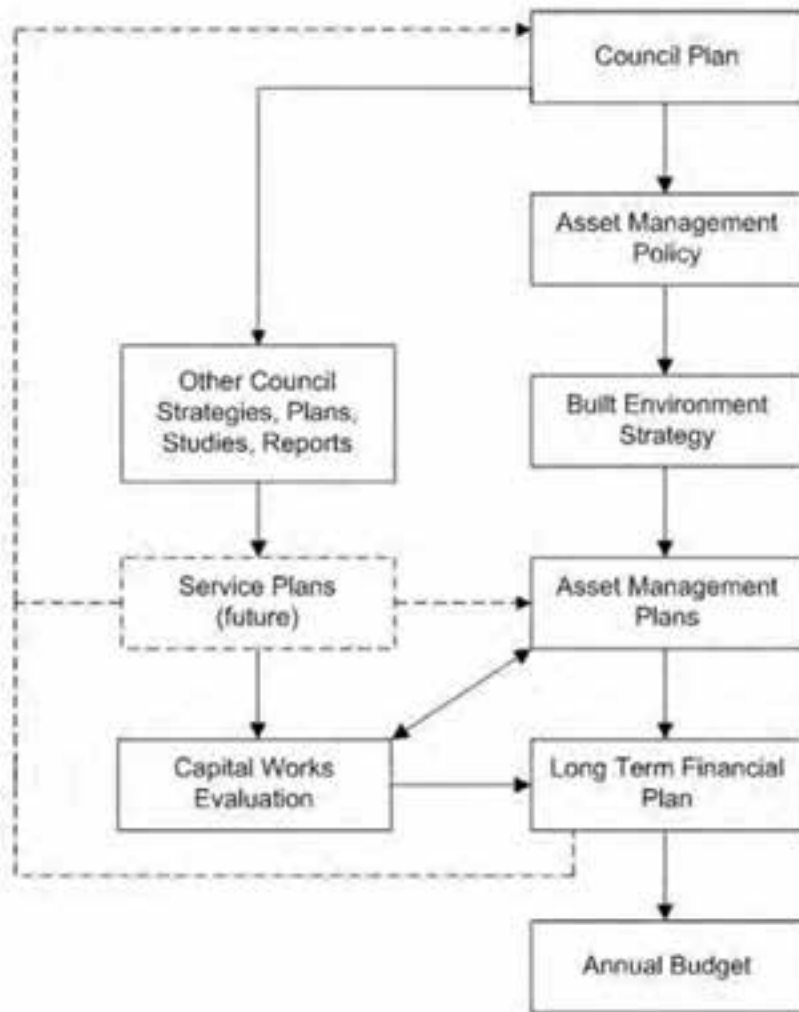 Council Plan
Asset Management
Policy
Other Council
Strategies, Plans,
Studies, Reports
Built Environment
Strategy
Service Plans
(future)
Asset Management
Plans
Capital Works
Evaluation
Long Term Financial
Plan
Annual Budget